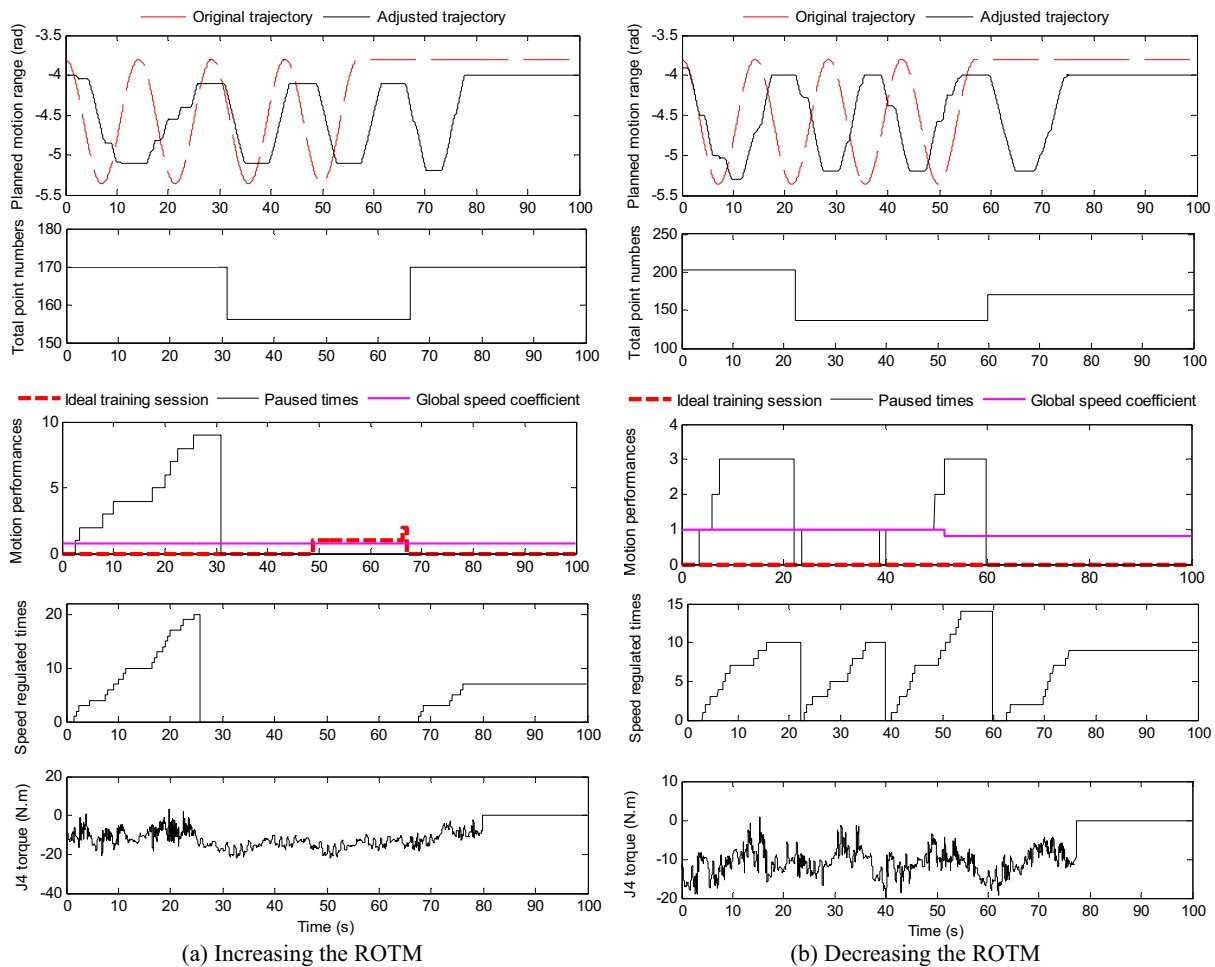 Original trajectory Adjusted trajectory
Planned motion range (rad)
-3.5
-4
-4.5
-5
-5.5
0 10 20 30 40 50 60 70 80 90 100
Total point numbers
180
170
160
150
0 10 20 30 40 50 60 70 80 90 100
Ideal training session Paused times Global speed coefficient
Motion performances
10
5
0
0 10 20 30 40 50 60 70 80 90 100
Speed regulated times
20
10
0
0 10 20 30 40 50 60 70 80 90 100
J4 torque (N.m)
20
0
-20
-40
0 10 20 30 40 50 60 70 80 90 100
Time (s)
(a) Increasing the ROTM
Original trajectory Adjusted trajectory
Planned motion range (rad)
-3.5
-4
-4.5
-5
-5.5
0 10 20 30 40 50 60 70 80 90 100
Total point numbers
250
200
150
100
0 10 20 30 40 50 60 70 80 90 100
Ideal training session Paused times Global speed coefficient
Motion performances
4
3
2
1
0
0 20 40 60 80 100
Speed regulated times
15
10
5
0
0 10 20 30 40 50 60 70 80 90 100
J4 torque (N.m)
10
0
-10
-20
0 10 20 30 40 50 60 70 80 90 100
Time (s)
(b) Decreasing the ROTM